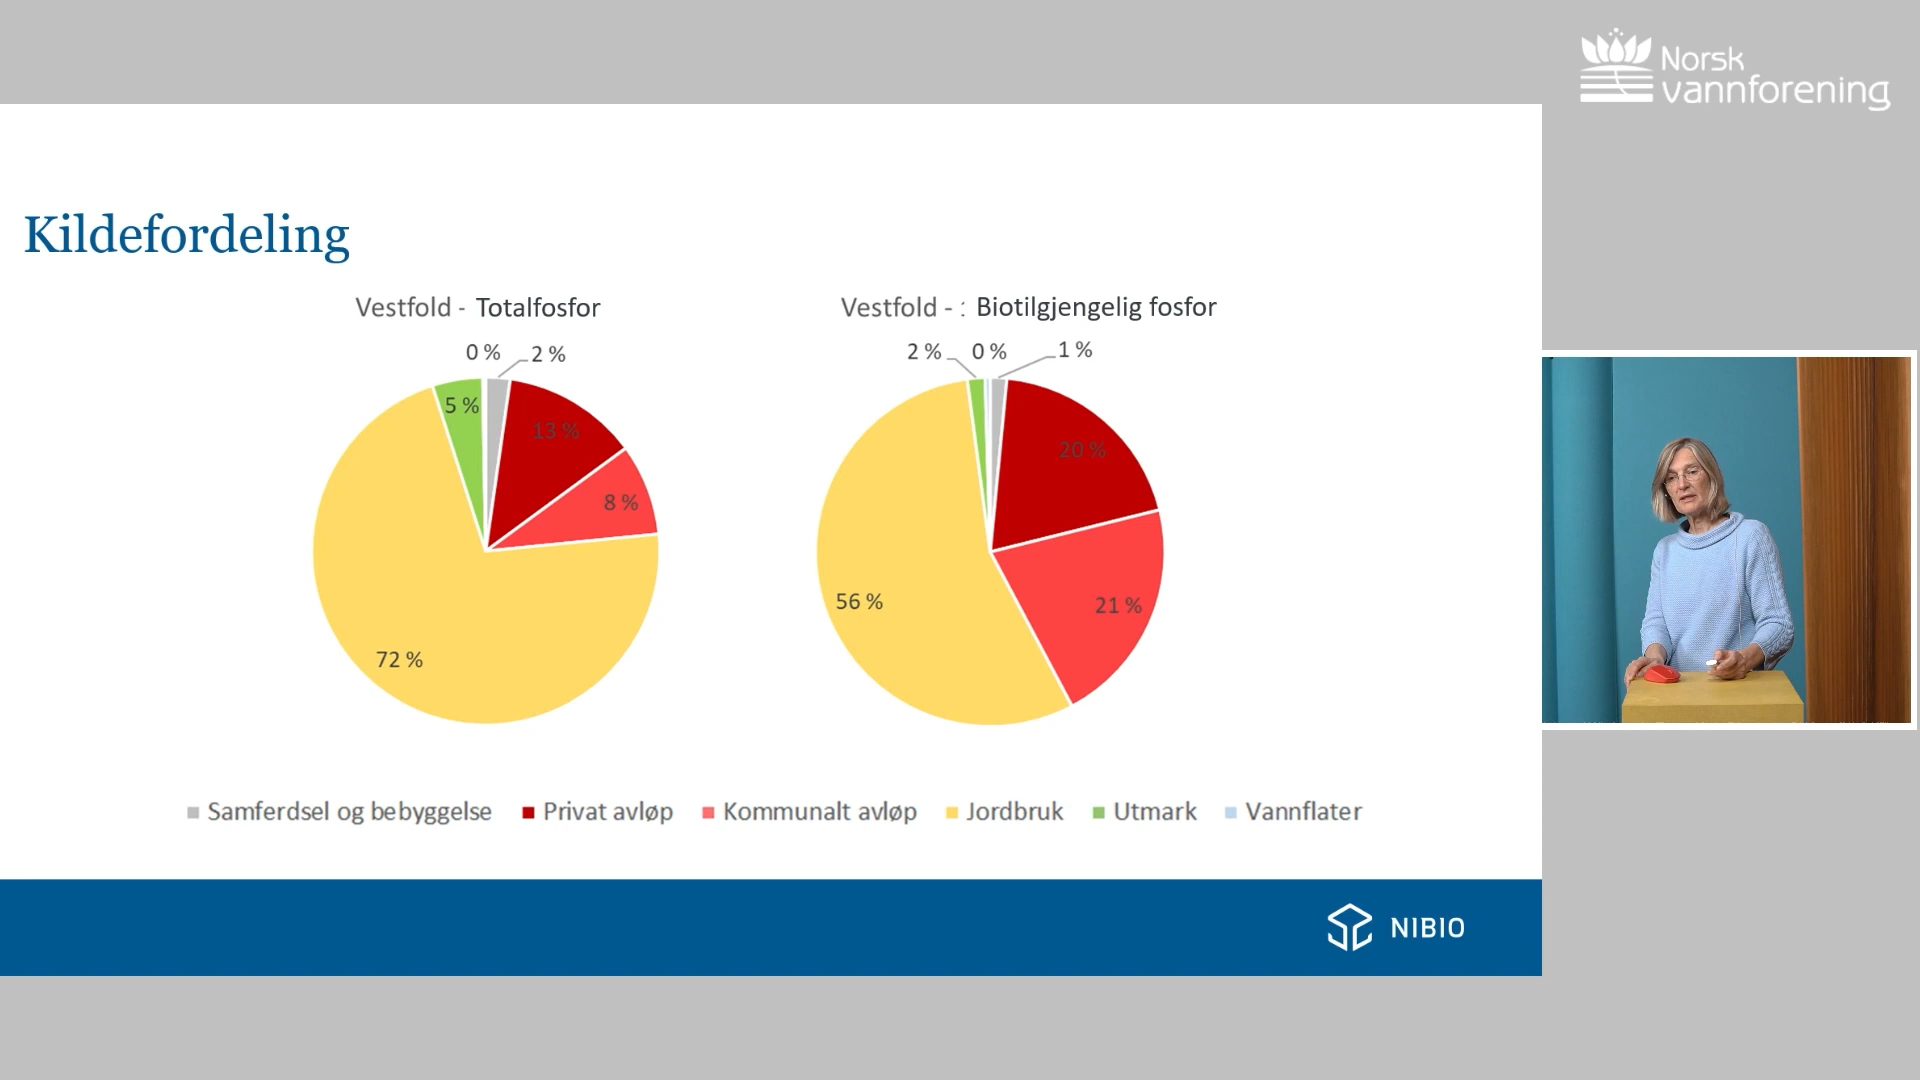 Norsk
vannforening
Kildefordeling
Vestfold - Totalfosfor
0 %
2 %
5 %
13 %
8 %
72 %
Vestfold - : Biotilgjengelig fosfor
2 %
0 %
1 %
20 %
21 %
56 %
Samferdsel og bebyggelse
Privat avløp
Kommunalt avløp
Jordbruk
Utmark
Vannflater
NIBIO